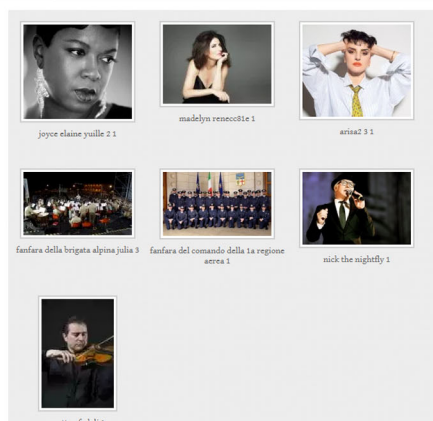 joyce elaine yuille 2 1
madelyn renecc81e 1
arisa2 3 1
fanfara della brigata alpina julia 3
fanfara del comando della 1a regione
aerea 1
nick the nightfly 1